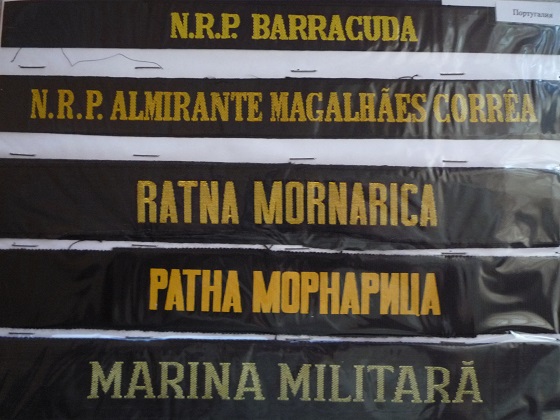 Португалия
N.R.P. BARRACUDA
N.R.P. ALMIRANTE MAGALHÃES CORRÊA
RATNA MORNARICA
РАТНА МОРНАРИЦА
MARINA MILITARĂ